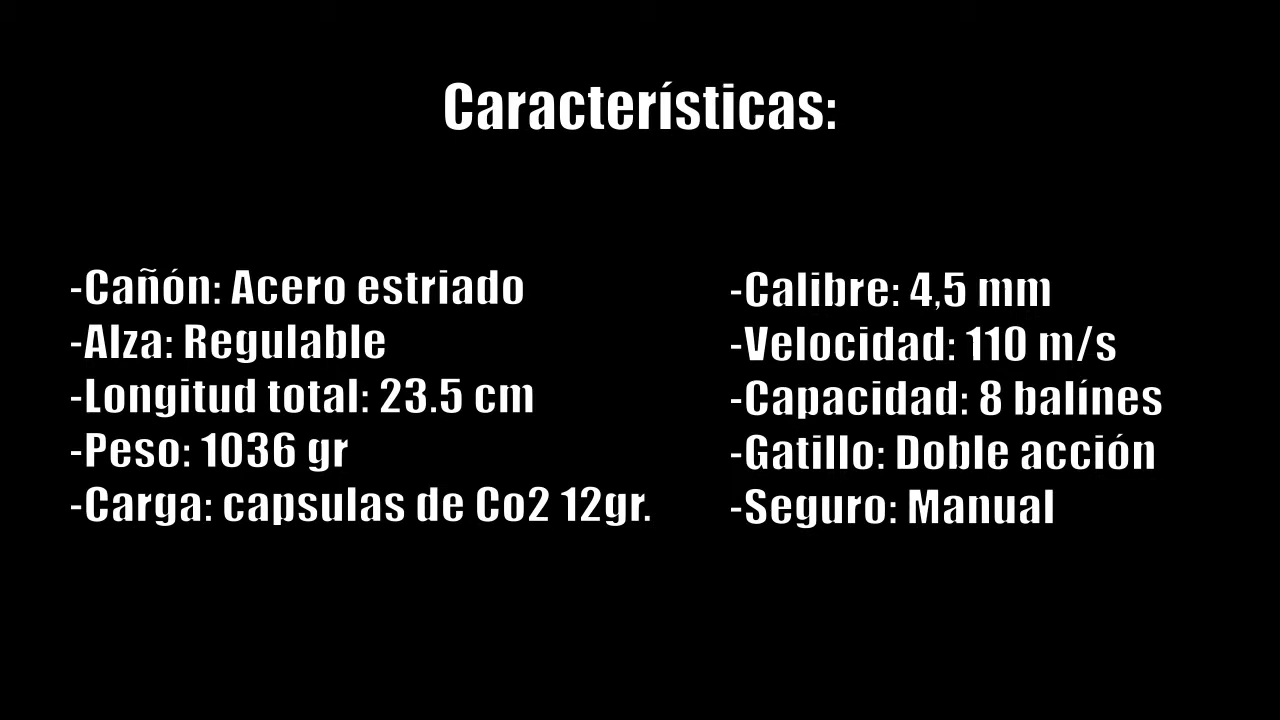 Características:
-Cañón: Acero estriado
-Alza: Regulable
-Longitud total: 23.5 cm
-Peso: 1036 gr
-Carga: capsulas de Co2 12gr.
-Calibre: 4,5 mm
-Velocidad: 110 m/s
-Capacidad: 8 balínes
-Gatillo: Doble acción
-Seguro: Manual